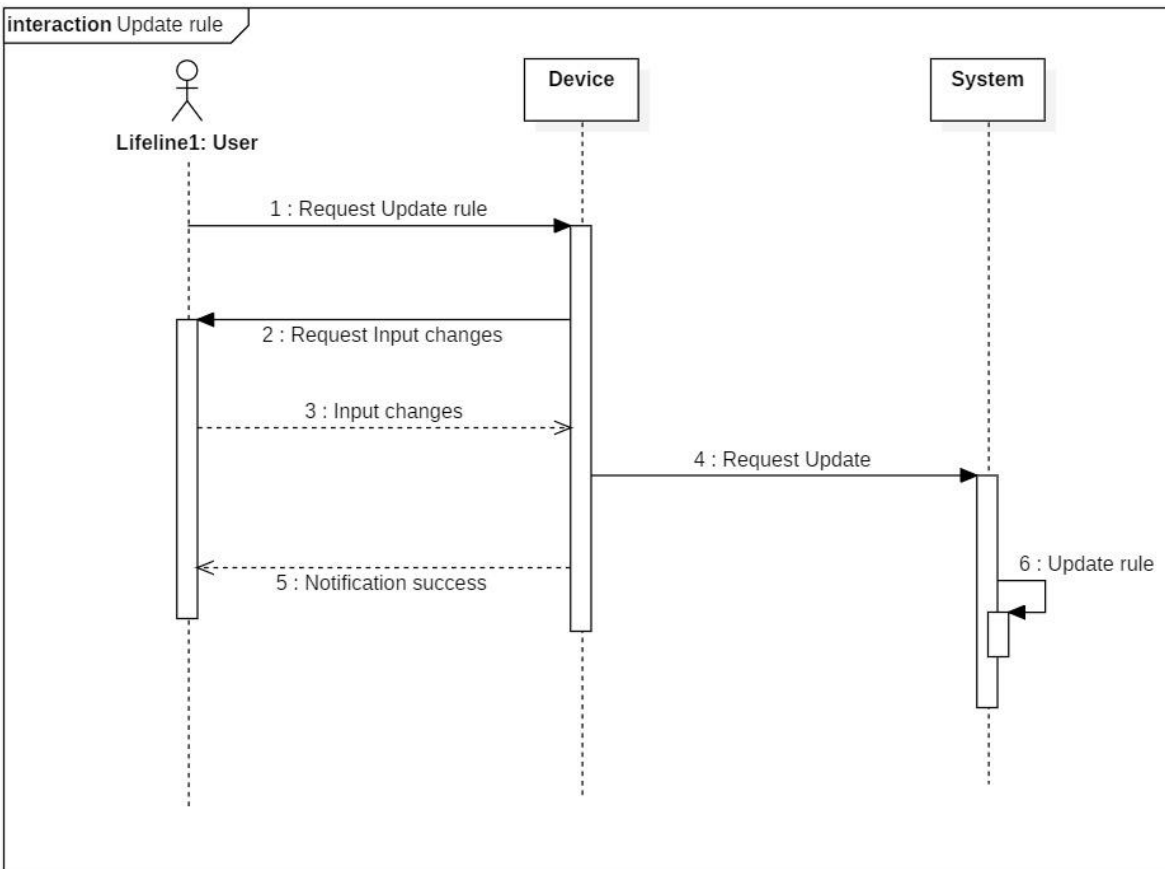 interaction Update rule
Device
System
Lifeline1: User
1 : Request Update rule
2 : Request Input changes
3 : Input changes
4 : Request Update
6 : Update rule
5 : Notification success